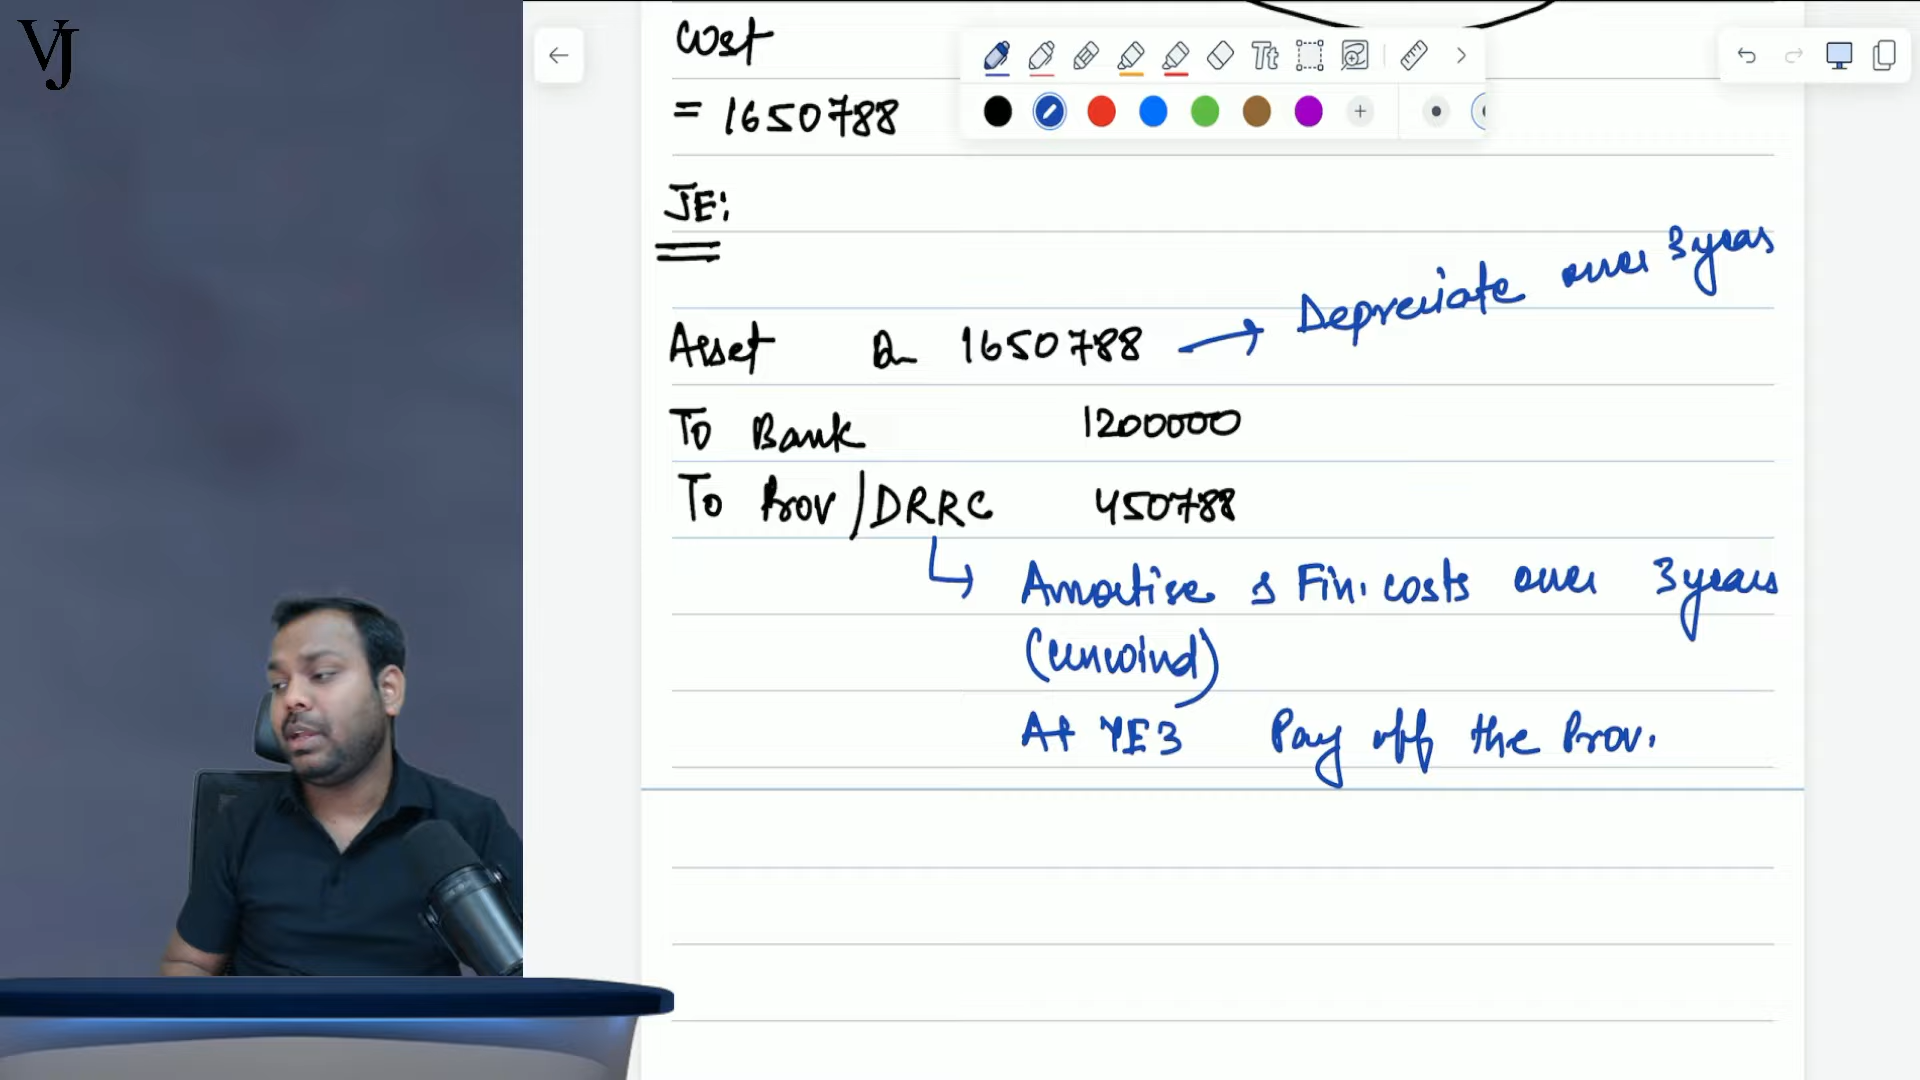 VJ
Cost
= 1650788
Tt
JE:
Asset Dr 1650788 → Depreciate over 3 years
To Bank 1200000
To Prov / DRRC 450788
↳ Amortise & Fin. costs over 3 years
(unwind)
At YE3 Pay off the Prov.